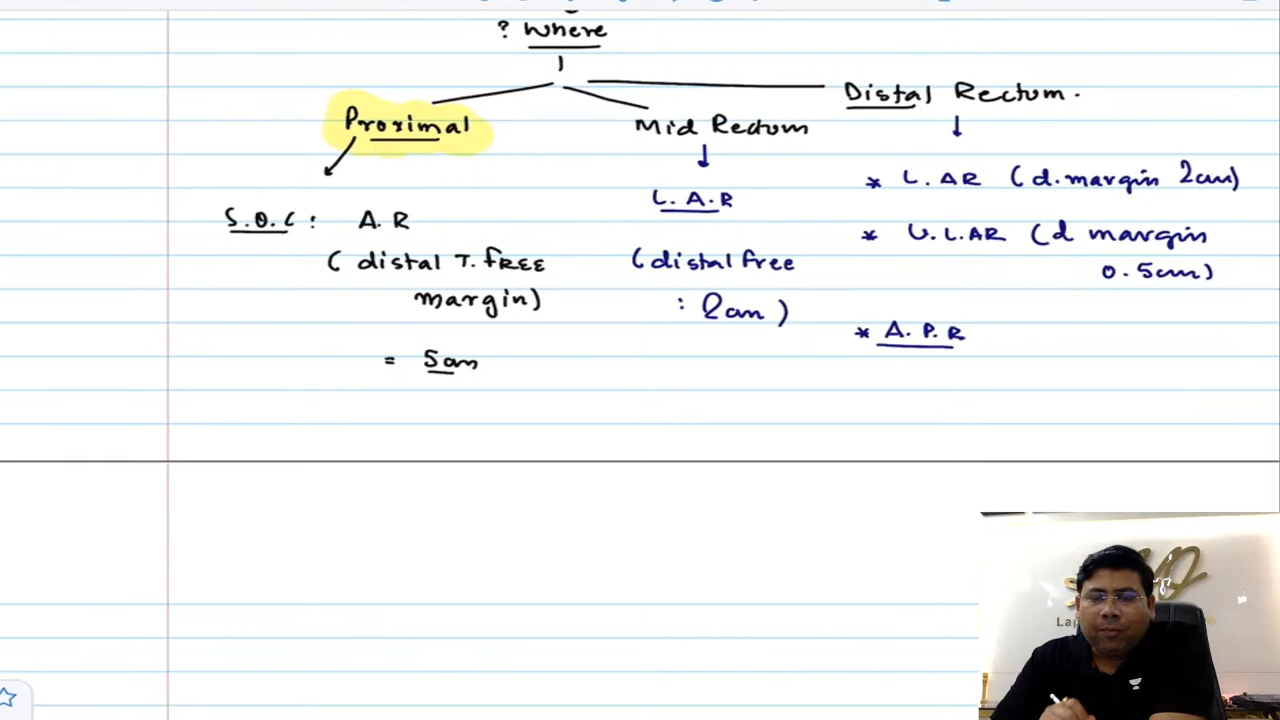 ? Where
Proximal
Mid Rectum
Distal Rectum.
S.O.C : A.R
( distal T. FREE
margin)
= 5cm
L.A.R
(distal free
: 2cm )
* L.AR (d.margin 2cm)
* U.L.AR (d margin
0.5cm)
* A.P.R